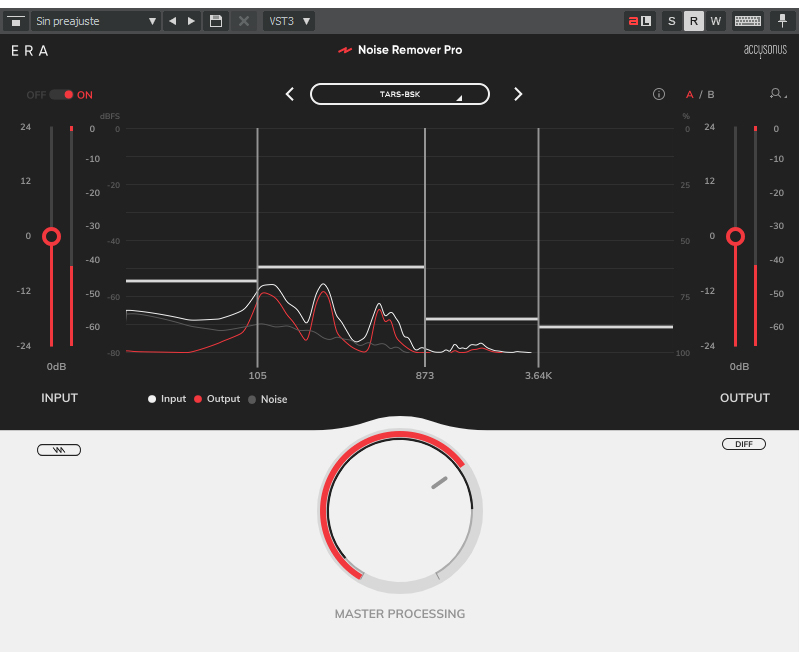 Sin preajuste VST3 aL S R W
ERA Noise Remover Pro accusonus
OFF ON TARS-BSK A / B
dBFS %
24 0 0 0 24 0
-10 -10
12 -20 -20 25 12 -20
-30 -30
0 -40 -40 50 0 -40
-12 -50 -60 75 -12 -50
-60 -60
-24 -80 100 -24
0dB 105 873 3.64K 0dB
INPUT Input Output Noise OUTPUT
DIFF
MASTER PROCESSING